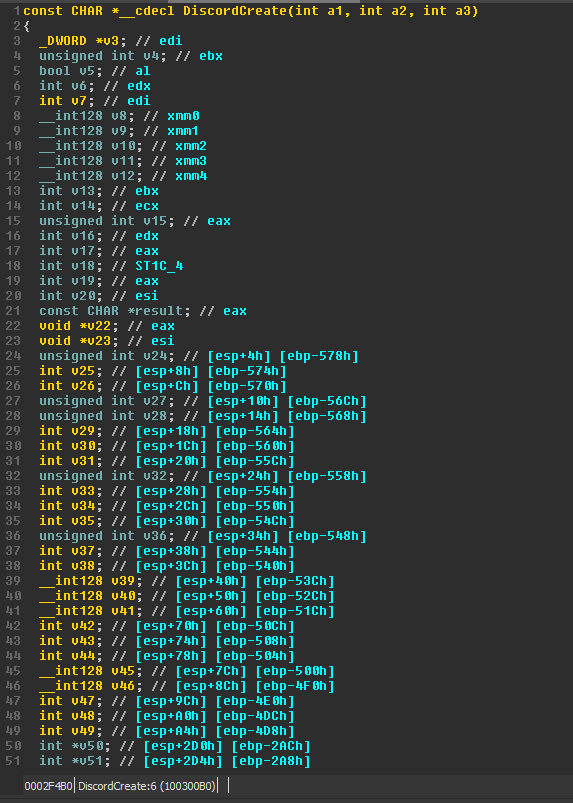 1 const CHAR *__cdecl DiscordCreate(int a1, int a2, int a3)
2 {
3 _DWORD *v3; // edi
4 unsigned int v4; // ebx
5 bool v5; // al
6 int v6; // edx
7 int v7; // edi
8 __int128 v8; // xmm0
9 __int128 v9; // xmm1
10 __int128 v10; // xmm2
11 __int128 v11; // xmm3
12 __int128 v12; // xmm4
13 int v13; // ebx
14 int v14; // ecx
15 unsigned int v15; // eax
16 int v16; // edx
17 int v17; // eax
18 int v18; // ST1C_4
19 int v19; // eax
20 int v20; // esi
21 const CHAR *result; // eax
22 void *v22; // eax
23 void *v23; // esi
24 unsigned int v24; // [esp+4h] [ebp-578h]
25 int v25; // [esp+8h] [ebp-574h]
26 int v26; // [esp+Ch] [ebp-570h]
27 unsigned int v27; // [esp+10h] [ebp-56Ch]
28 unsigned int v28; // [esp+14h] [ebp-568h]
29 int v29; // [esp+18h] [ebp-564h]
30 int v30; // [esp+1Ch] [ebp-560h]
31 int v31; // [esp+20h] [ebp-55Ch]
32 unsigned int v32; // [esp+24h] [ebp-558h]
33 int v33; // [esp+28h] [ebp-554h]
34 int v34; // [esp+2Ch] [ebp-550h]
35 int v35; // [esp+30h] [ebp-54Ch]
36 unsigned int v36; // [esp+34h] [ebp-548h]
37 int v37; // [esp+38h] [ebp-544h]
38 int v38; // [esp+3Ch] [ebp-540h]
39 __int128 v39; // [esp+40h] [ebp-53Ch]
40 __int128 v40; // [esp+50h] [ebp-52Ch]
41 __int128 v41; // [esp+60h] [ebp-51Ch]
42 int v42; // [esp+70h] [ebp-50Ch]
43 int v43; // [esp+74h] [ebp-508h]
44 int v44; // [esp+78h] [ebp-504h]
45 __int128 v45; // [esp+7Ch] [ebp-500h]
46 __int128 v46; // [esp+8Ch] [ebp-4F0h]
47 int v47; // [esp+9Ch] [ebp-4E0h]
48 int v48; // [esp+A0h] [ebp-4DCh]
49 int v49; // [esp+A4h] [ebp-4D8h]
50 int *v50; // [esp+2D0h] [ebp-2ACh]
51 int *v51; // [esp+2D4h] [ebp-2A8h]
0002F4B0 DiscordCreate:6 (100300B0)